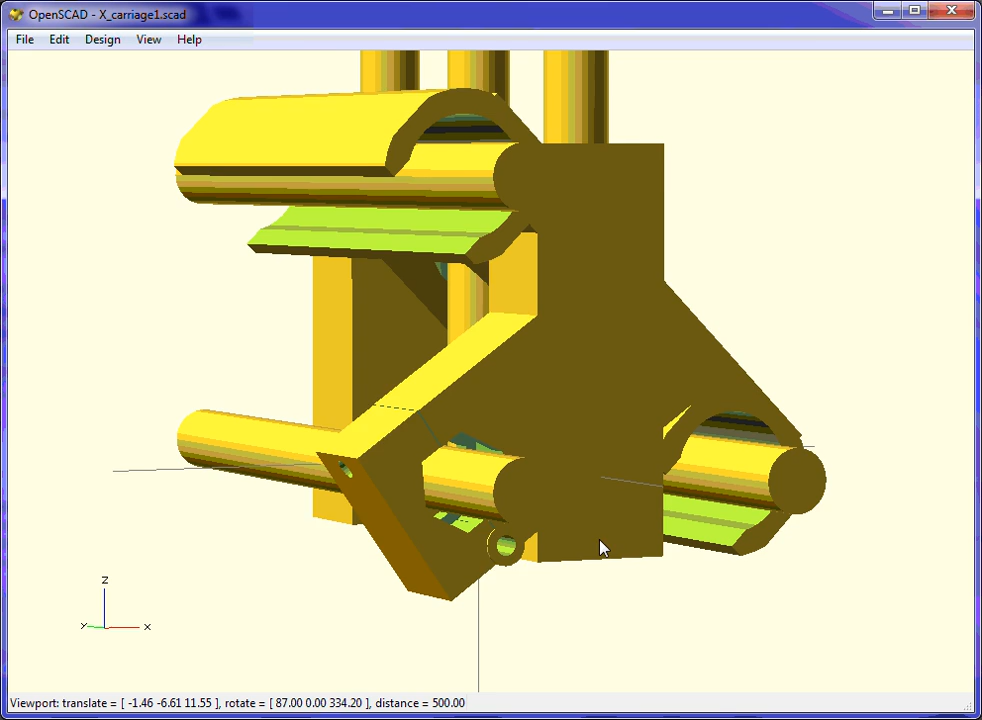 OpenSCAD - X_carriage1.scad
File Edit Design View Help
Z
Y X
Viewport: translate = [ -1.46 -6.61 11.55 ], rotate = [ 87.00 0.00 334.20 ], distance = 500.00